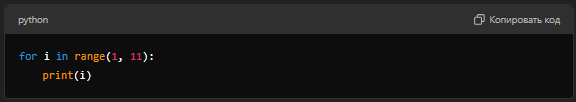 python
Копировать код
for i in range(1, 11):
    print(i)